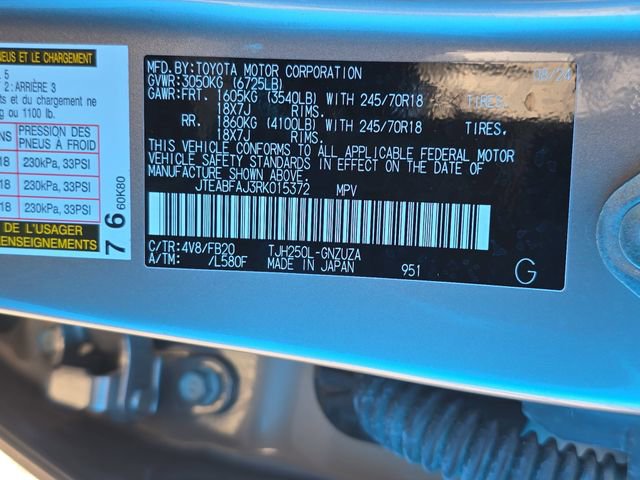 PNEUS ET LE CHARGEMENT
5
2 : ARRIÈRE 3
ts et du chargement ne
g ou 1100 lb.
NS PRESSION DES PNEUS À FROID
18 230kPa, 33PSI
18 230kPa, 33PSI
18 230kPa, 33PSI
DE L'USAGER
RENSEIGNEMENTS
7 6 60K80
MFD.BY:TOYOTA MOTOR CORPORATION 08/24
GVWR:3050KG (6725LB)
GAWR:FRT. 1605KG (3540LB) WITH 245/70R18 TIRES,
18X7J RIMS.
RR. 1860KG (4100LB) WITH 245/70R18 TIRES,
18X7J RIMS.
THIS VEHICLE CONFORMS TO ALL APPLICABLE FEDERAL MOTOR
VEHICLE SAFETY STANDARDS IN EFFECT ON THE DATE OF
MANUFACTURE SHOWN ABOVE.
JTEABFAJ3RK015372 MPV
C/TR:4V8/FB20 TJH250L-GNZUZA
A/TM: /L580F MADE IN JAPAN 951 G